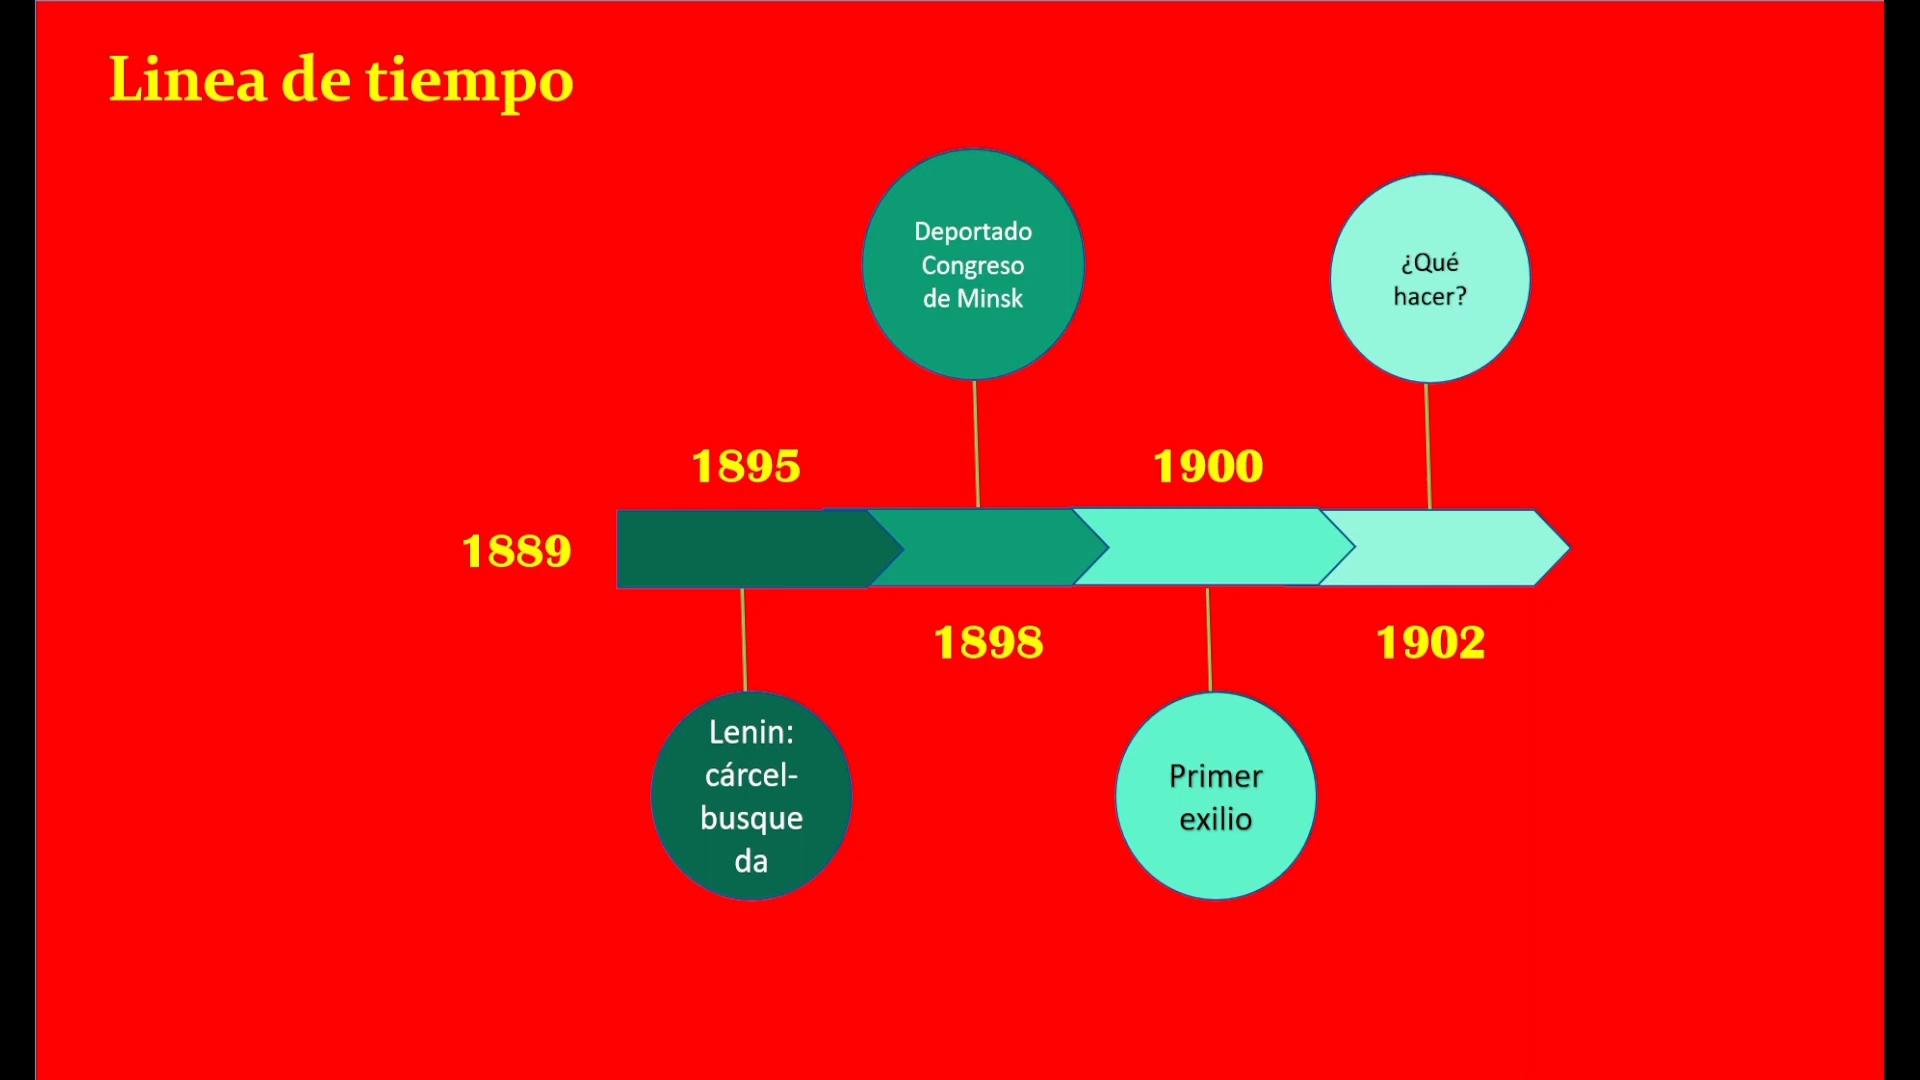 Linea de tiempo
Deportado
Congreso
de Minsk
¿Qué
hacer?
1895
1900
1889
1898
1902
Lenin:
cárcel-
busque
da
Primer
exilio